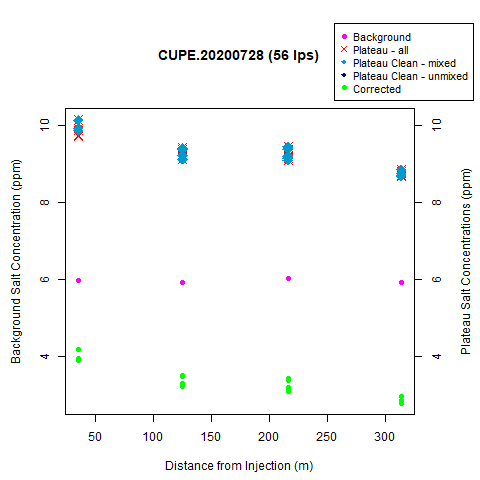 CUPE.20200728 (56 lps)
Background
Plateau - all
Plateau Clean - mixed
Plateau Clean - unmixed
Corrected
Background Salt Concentration (ppm)
10
8
6
4
10
8
6
4
Plateau Salt Concentrations (ppm)
50 100 150 200 250 300
Distance from Injection (m)